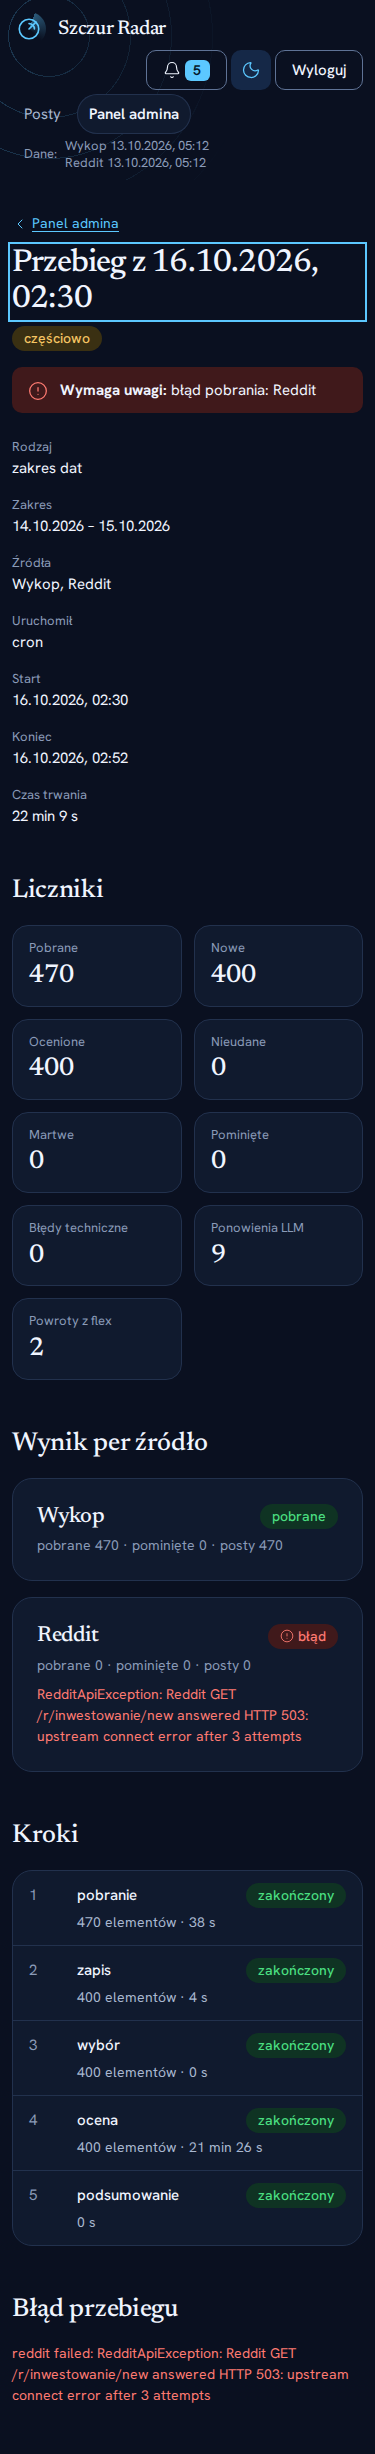 Szczur Radar
5
Wyloguj
Posty
Panel admina
Dane:
Wykop 13.10.2026, 05:12
Reddit 13.10.2026, 05:12
Panel admina
Przebieg z 16.10.2026,
02:30
częściowo
Wymaga uwagi: błąd pobrania: Reddit
Rodzaj
zakres dat
Zakres
14.10.2026 – 15.10.2026
Źródła
Wykop, Reddit
Uruchomił
cron
Start
16.10.2026, 02:30
Koniec
16.10.2026, 02:52
Czas trwania
22 min 9 s
Liczniki
Pobrane
470
Nowe
400
Ocenione
400
Nieudane
0
Martwe
0
Pominięte
0
Błędy techniczne
0
Ponowienia LLM
9
Powroty z flex
2
Wynik per źródło
Wykop
pobrane
pobrane 470 · pominięte 0 · posty 470
Reddit
błąd
pobrane 0 · pominięte 0 · posty 0
RedditApiException: Reddit GET
/r/inwestowanie/new answered HTTP 503:
upstream connect error after 3 attempts
Kroki
1 pobranie zakończony
470 elementów · 38 s
2 zapis zakończony
400 elementów · 4 s
3 wybór zakończony
400 elementów · 0 s
4 ocena zakończony
400 elementów · 21 min 26 s
5 podsumowanie zakończony
0 s
Błąd przebiegu
reddit failed: RedditApiException: Reddit GET
/r/inwestowanie/new answered HTTP 503: upstream
connect error after 3 attempts